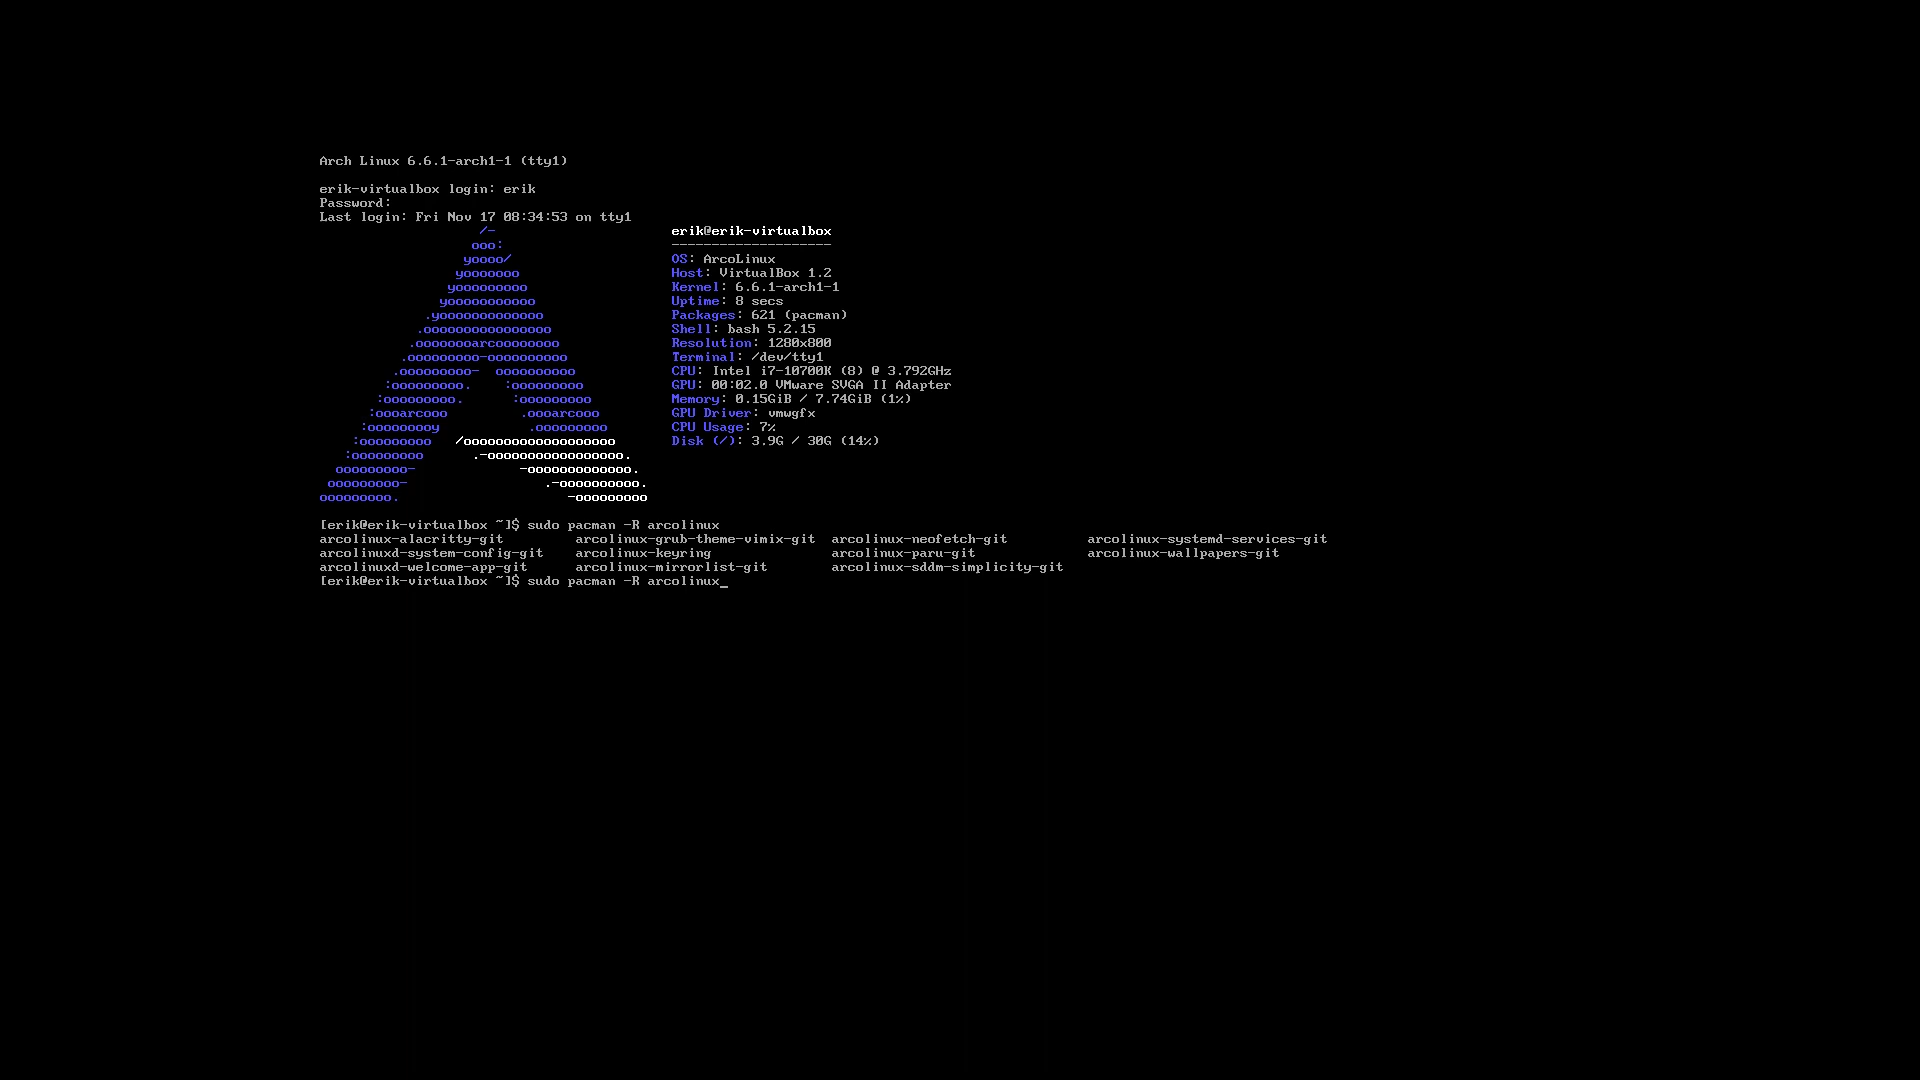 Arch Linux 6.6.1-arch1-1 (tty1)
erik-virtualbox login: erik
Password:
Last login: Fri Nov 17 08:34:53 on tty1
/- erik@erik-virtualbox
ooo: --------------------
yoooo/ OS: ArcoLinux
yooooooo Host: VirtualBox 1.2
yooooooooo Kernel: 6.6.1-arch1-1
yooooooooooo Uptime: 8 secs
.yooooooooooooo Packages: 621 (pacman)
.oooooooooooooooo Shell: bash 5.2.15
.oooooooarcoooooooo Resolution: 1280x800
.ooooooooo-oooooooooo Terminal: /dev/tty1
.ooooooooo- oooooooooo CPU: Intel i7-10700K (8) @ 3.792GHz
:ooooooooo. :ooooooooo GPU: 00:02.0 VMware SVGA II Adapter
:ooooooooo. :ooooooooo Memory: 0.15GiB / 7.74GiB (1%)
:oooarcooo .oooarcooo GPU Driver: vmwgfx
:ooooooooy .ooooooooo CPU Usage: 7%
:ooooooooo /ooooooooooooooooooo Disk (/): 3.9G / 30G (14%)
:ooooooooo .-ooooooooooooooooo.
ooooooooo- -ooooooooooooo.
ooooooooo- .-oooooooooo.
ooooooooo. -ooooooooo
[erik@erik-virtualbox ~]$ sudo pacman -R arcolinux
arcolinux-alacritty-git arcolinux-grub-theme-vimix-git arcolinux-neofetch-git arcolinux-systemd-services-git
arcolinuxd-system-config-git arcolinux-keyring arcolinux-paru-git arcolinux-wallpapers-git
arcolinuxd-welcome-app-git arcolinux-mirrorlist-git arcolinux-sddm-simplicity-git
[erik@erik-virtualbox ~]$ sudo pacman -R arcolinux_